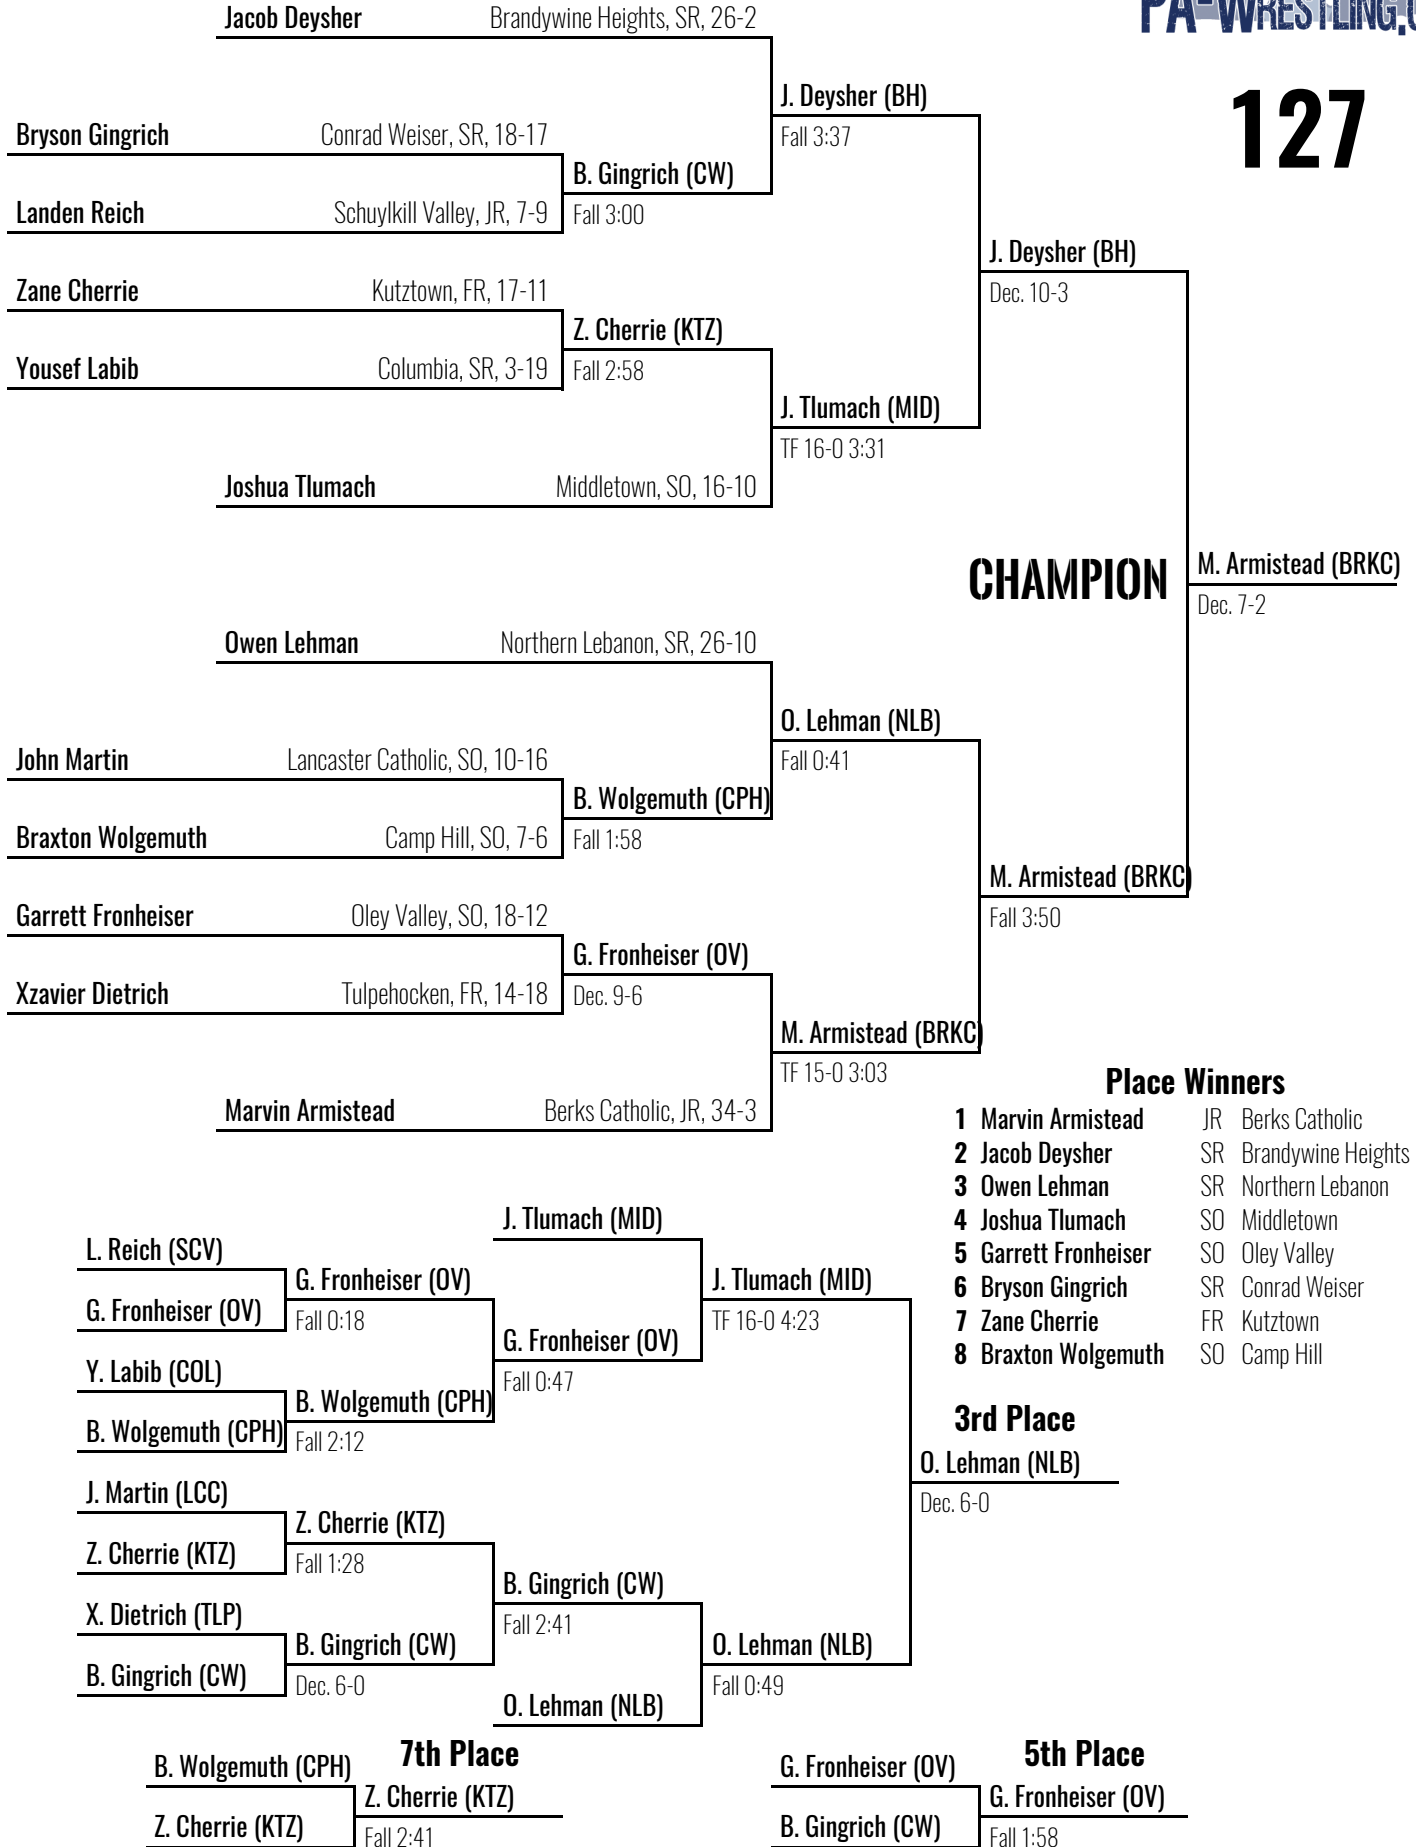 Jacob Deysher Brandywine Heights, SR, 26-2
PA-WRESTLING.
127
J. Deysher (BH)
Fall 3:37
Bryson Gingrich Conrad Weiser, SR, 18-17
B. Gingrich (CW)
Fall 3:00
Landen Reich Schuylkill Valley, JR, 7-9
J. Deysher (BH)
Dec. 10-3
Zane Cherrie Kutztown, FR, 17-11
Z. Cherrie (KTZ)
Fall 2:58
Yousef Labib Columbia, SR, 3-19
J. Tlumach (MID)
TF 16-0 3:31
Joshua Tlumach Middletown, SO, 16-10
CHAMPION
M. Armistead (BRKC)
Dec. 7-2
Owen Lehman Northern Lebanon, SR, 26-10
O. Lehman (NLB)
Fall 0:41
John Martin Lancaster Catholic, SO, 10-16
B. Wolgemuth (CPH)
Fall 1:58
Braxton Wolgemuth Camp Hill, SO, 7-6
M. Armistead (BRKC)
Fall 3:50
Garrett Fronheiser Oley Valley, SO, 18-12
G. Fronheiser (OV)
Dec. 9-6
Xzavier Dietrich Tulpehocken, FR, 14-18
M. Armistead (BRKC)
TF 15-0 3:03
Marvin Armistead Berks Catholic, JR, 34-3
Place Winners
1 Marvin Armistead JR Berks Catholic
2 Jacob Deysher SR Brandywine Heights
3 Owen Lehman SR Northern Lebanon
4 Joshua Tlumach SO Middletown
5 Garrett Fronheiser SO Oley Valley
6 Bryson Gingrich SR Conrad Weiser
7 Zane Cherrie FR Kutztown
8 Braxton Wolgemuth SO Camp Hill
J. Tlumach (MID)
L. Reich (SCV)
G. Fronheiser (OV)
Fall 0:18
G. Fronheiser (OV)
J. Tlumach (MID)
TF 16-0 4:23
G. Fronheiser (OV)
Fall 0:47
Y. Labib (COL)
B. Wolgemuth (CPH)
Fall 2:12
B. Wolgemuth (CPH)
3rd Place
O. Lehman (NLB)
Dec. 6-0
J. Martin (LCC)
Z. Cherrie (KTZ)
Fall 1:28
Z. Cherrie (KTZ)
B. Gingrich (CW)
Fall 2:41
X. Dietrich (TLP)
B. Gingrich (CW)
Dec. 6-0
B. Gingrich (CW)
O. Lehman (NLB)
Fall 0:49
O. Lehman (NLB)
7th Place
B. Wolgemuth (CPH)
Z. Cherrie (KTZ)
Fall 2:41
Z. Cherrie (KTZ)
5th Place
G. Fronheiser (OV)
G. Fronheiser (OV)
Fall 1:58
B. Gingrich (CW)